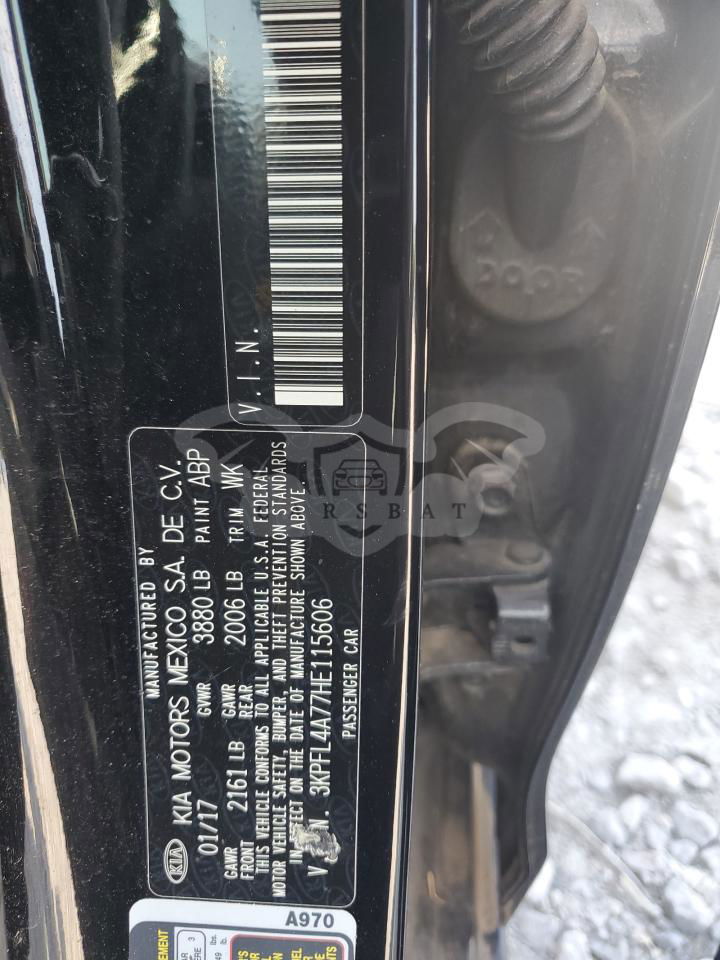 V.I.N.
MANUFACTURED BY
KIA
KIA MOTORS MEXICO S.A. DE C.V.
01/17 GVWR 3880 LB PAINT ABP
GAWR FRONT 2161 LB GAWR REAR 2006 LB TRIM WK
THIS VEHICLE CONFORMS TO ALL APPLICABLE U.S.A. FEDERAL
MOTOR VEHICLE SAFETY, BUMPER, AND THEFT PREVENTION STANDARDS
IN EFFECT ON THE DATE OF MANUFACTURE SHOWN ABOVE.
V.I.N. 3KPFL4A77HE115606
PASSENGER CAR
A970
DOOR